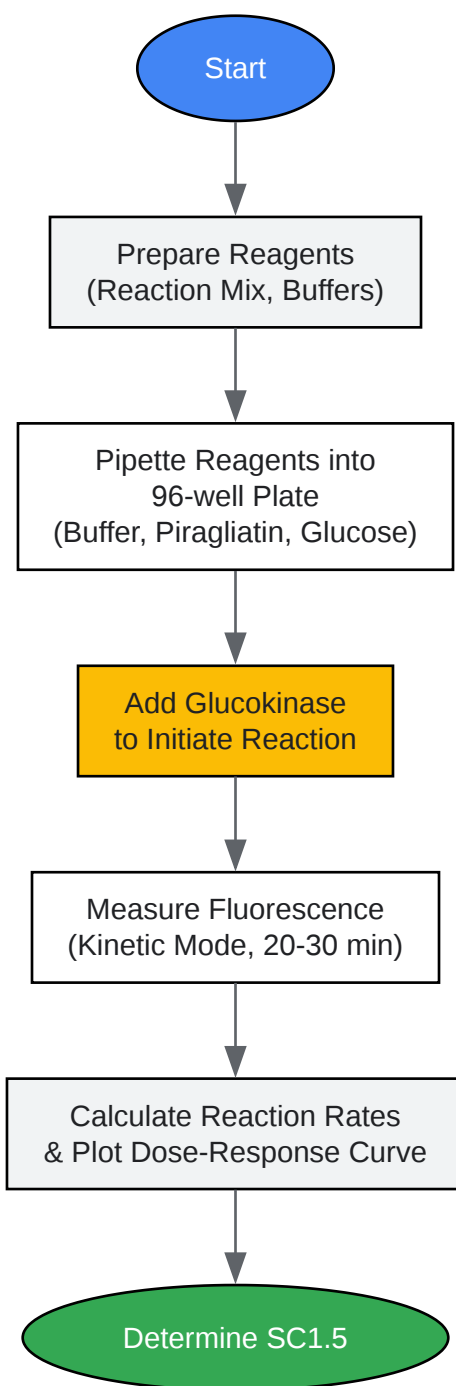 Start
Prepare Reagents
(Reaction Mix, Buffers)
Pipette Reagents into
96-well Plate
(Buffer, Piragliatin, Glucose)
Add Glucokinase
to Initiate Reaction
Measure Fluorescence
(Kinetic Mode, 20-30 min)
Calculate Reaction Rates
& Plot Dose-Response Curve
Determine SC1.5